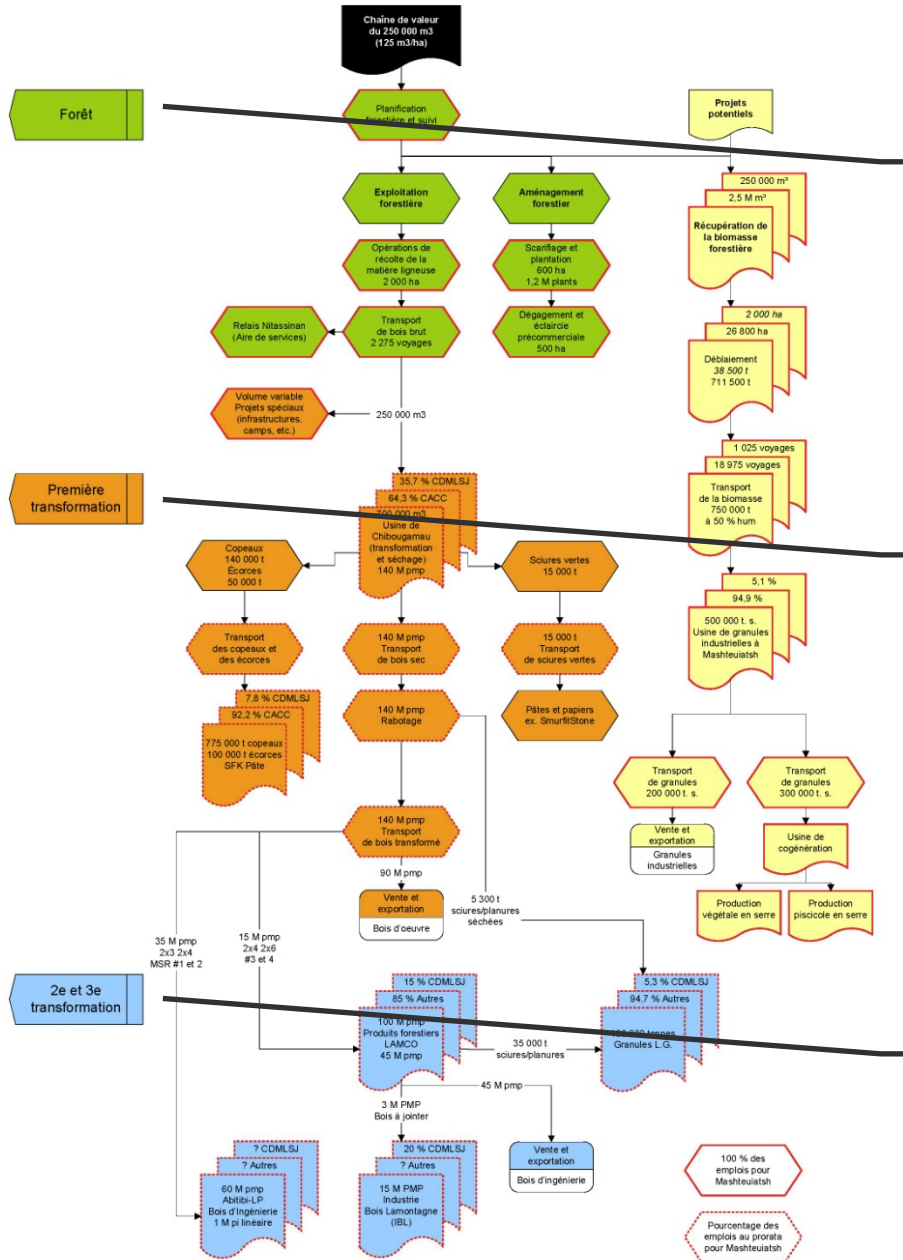 Chaîne de valeur
du 250 000 m3
(125 m3/ha)
Forêt
Planification
forestière et suivi
Projets
potentiels
Exploitation
forestière
Aménagement
forestier
250 000 m³
2,5 M m³
Récupération de
la biomasse
forestière
Opérations de
récolte de la
matière ligneuse
2 000 ha
Scarifiage et
plantation
600 ha
1,2 M plants
Relais Nitassinan
(Aire de services)
Transport
de bois brut
2 275 voyages
Dégagement et
éclaircie
précommerciale
500 ha
2 000 ha
26 800 ha
Déblaiement
38 500 t
711 500 t
Volume variable
Projets spéciaux
(infrastructures,
camps, etc.)
250 000 m3
1 025 voyages
18 975 voyages
Transport
de la biomasse
750 000 t
à 50 % hum
Première
transformation
35,7 % CDMLSJ
64,3 % CACC
m3
Usine de
Chibougamau
(transformation
et séchage)
140 M pmp
Copeaux
140 000 t
Écorces
50 000 t
Sciures vertes
15 000 t
5,1 %
94,9 %
500 000 t. s.
Usine de granules
industrielles à
Mashteuiatsh
Transport
des copeaux et
des écorces
140 M pmp
Transport
de bois sec
15 000 t
Transport
de sciures vertes
7,8 % CDMLSJ
92,2 % CACC
775 000 t copeaux
100 000 t écorces
SFK Pâte
140 M pmp
Rabotage
Pâtes et papiers
ex. SmurfitStone
Transport
de granules
200 000 t. s.
Transport
de granules
300 000 t. s.
140 M pmp
Transport
de bois transformé
Vente et
exportation
Granules
industrielles
Usine de
cogénération
90 M pmp
Vente et
exportation
Bois d'oeuvre
5 300 t
sciures/planures
séchées
Production
végétale en serre
Production
piscicole en serre
35 M pmp
2x3 2x4
MSR #1 et 2
15 M pmp
2x4 2x6
#3 et 4
2e et 3e
transformation
15 % CDMLSJ
85 % Autres
100 M pmp
Produits forestiers
LAMCO
45 M pmp
35 000 t
sciures/planures
5,3 % CDMLSJ
94,7 % Autres
tonnes
Granules L.G.
45 M pmp
3 M PMP
Bois à jointer
Vente et
exportation
Bois d'ingénierie
? CDMLSJ
? Autres
60 M pmp
Abitibi-LP
Bois d'Ingénierie
1 M pi linéaire
20 % CDMLSJ
? Autres
15 M PMP
Industrie
Bois Lamontagne
(IBL)
100 % des
emplois pour
Mashteuiatsh
Pourcentage des
emplois au prorata
pour Mashteuiatsh